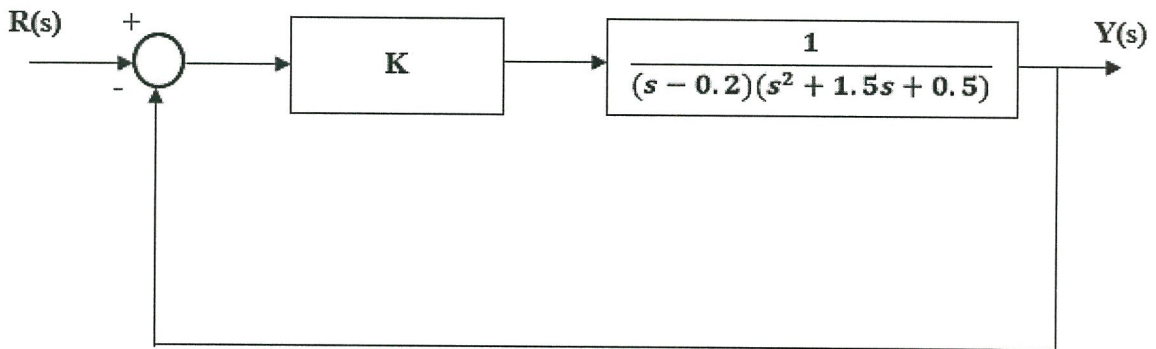 R(s)
+
-
K
1
(s − 0.2)(s² + 1.5s + 0.5)
Y(s)